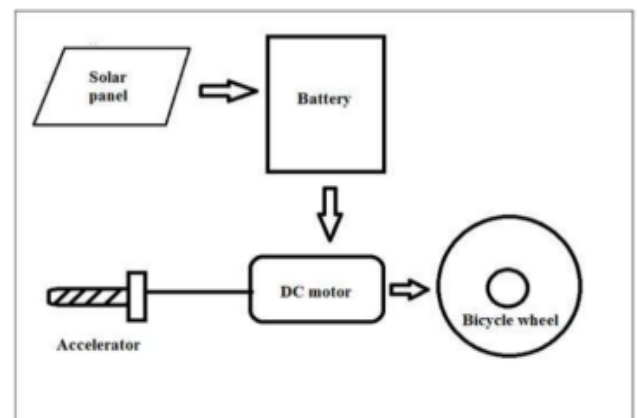 Solar
panel
Battery
DC motor
Bicycle wheel
Accelerator